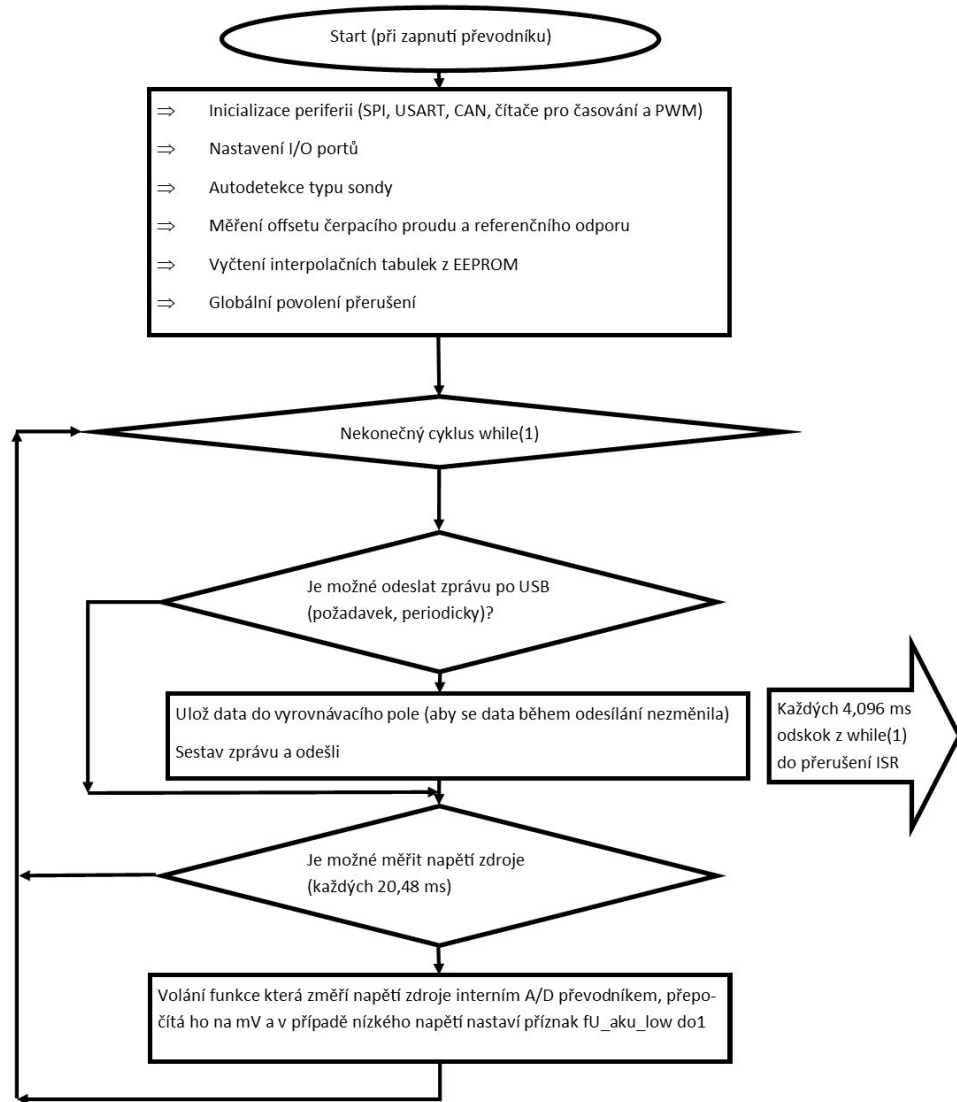 Start (při zapnutí převodníku)
⇒ Inicializace periferii (SPI, USART, CAN, čítače pro časování a PWM)
⇒ Nastavení I/O portů
⇒ Autodetekce typu sondy
⇒ Měření offsetu čerpacího proudu a referenčního odporu
⇒ Vyčtení interpolačních tabulek z EEPROM
⇒ Globální povolení přerušení
Nekonečný cyklus while(1)
Je možné odeslat zprávu po USB
(požadavek, periodicky)?
Ulož data do vyrovnávacího pole (aby se data během odesílání nezměnila)
Sestav zprávu a odešli
Každých 4,096 ms
odskok z while(1)
do přerušení ISR
Je možné měřit napětí zdroje
(každých 20,48 ms)
Volání funkce která změří napětí zdroje interním A/D převodníkem, přepo-
čítá ho na mV a v případě nízkého napětí nastaví příznak fU_aku_low do1